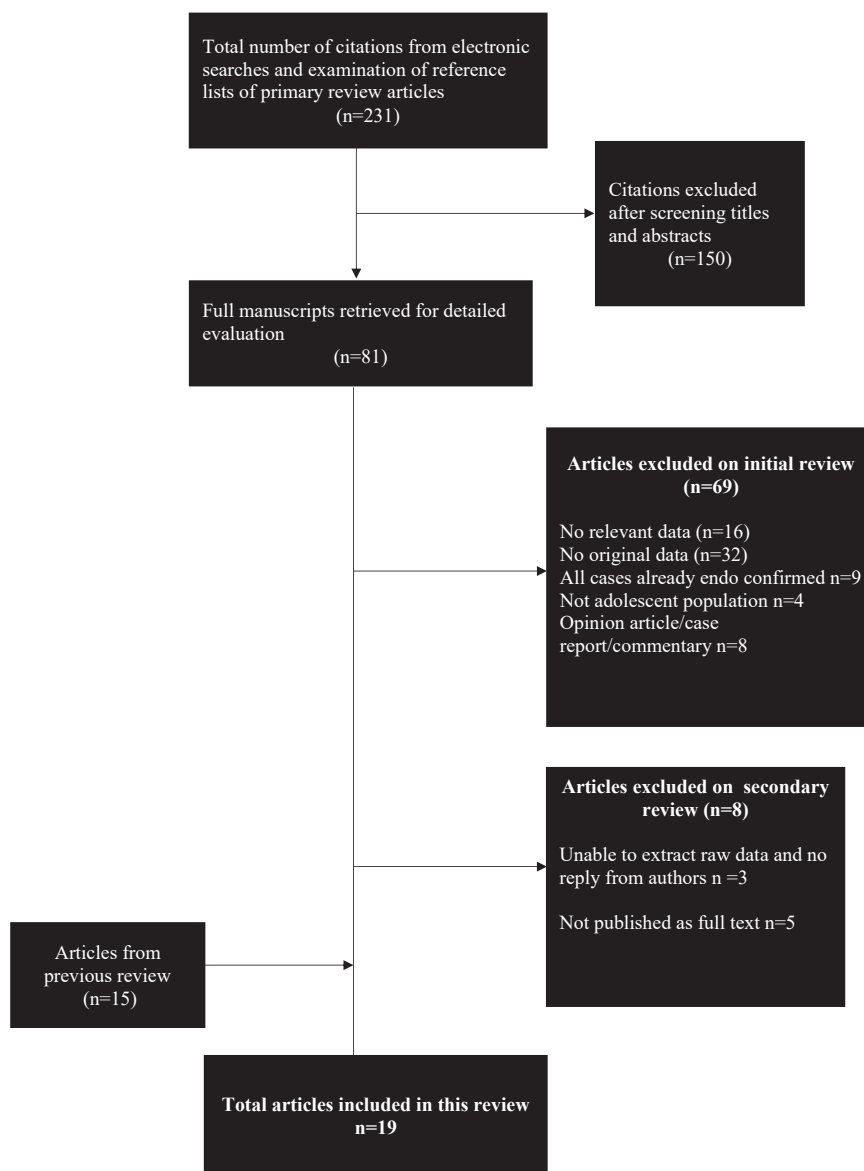 Total number of citations from electronic
searches and examination of reference
lists of primary review articles
(n=231)
Citations excluded
after screening titles
and abstracts
(n=150)
Full manuscripts retrieved for detailed
evaluation
(n=81)
Articles excluded on initial review
(n=69)
No relevant data (n=16)
No original data (n=32)
All cases already endo confirmed n=9
Not adolescent population n=4
Opinion article/case
report/commentary n=8
Articles excluded on  secondary
review (n=8)
Unable to extract raw data and no
reply from authors n =3
Not published as full text n=5
Articles from
previous review
(n=15)
Total articles included in this review
n=19